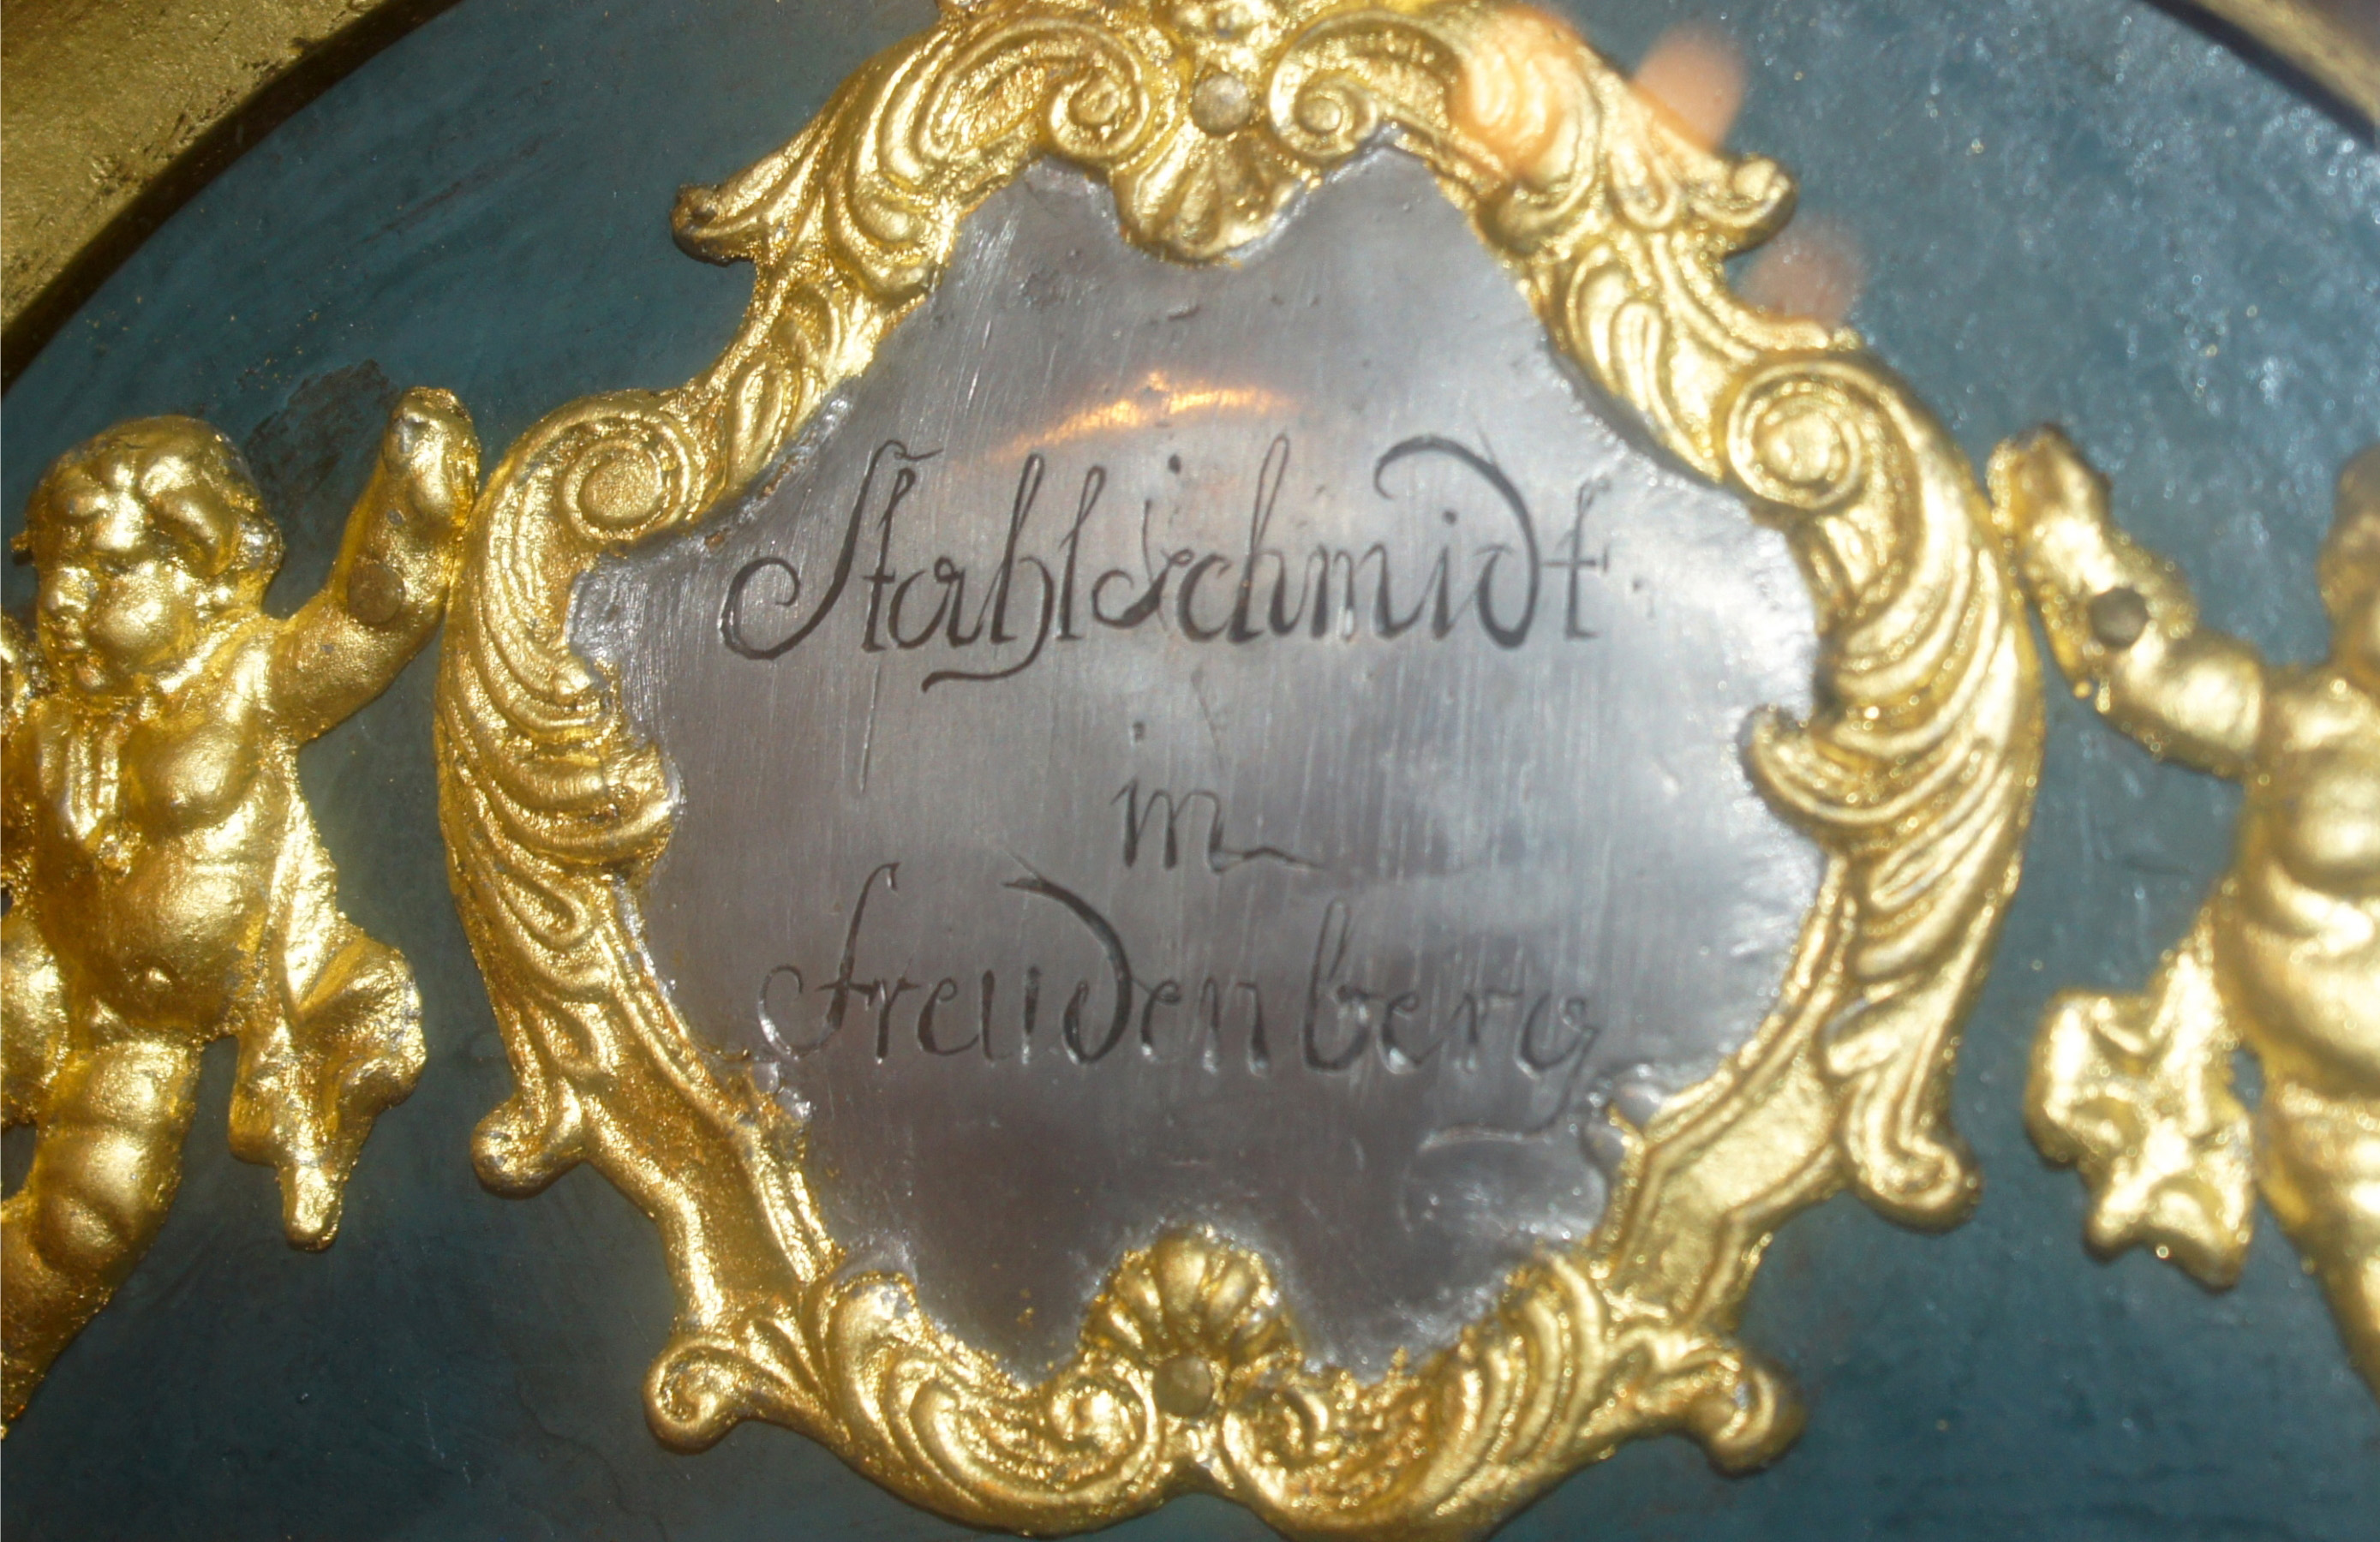 Stahlschmidt
in
freudenberg